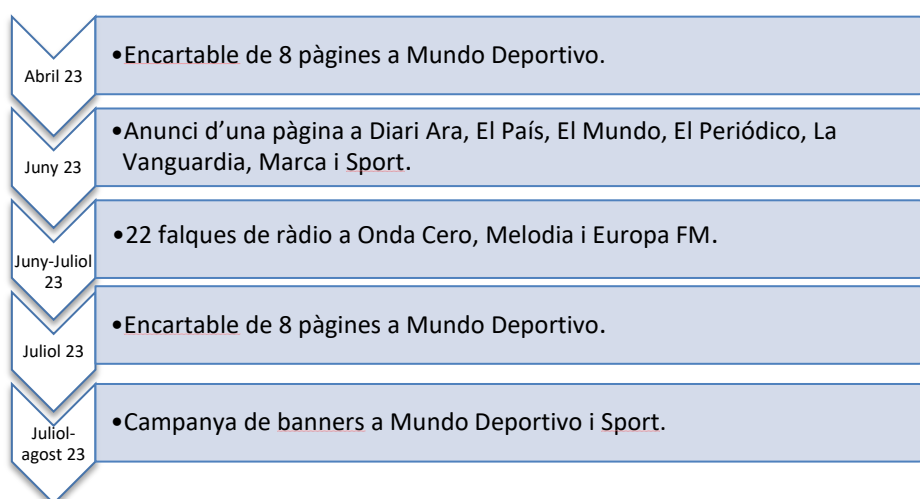 Abril 23
•Encartable de 8 pàgines a Mundo Deportivo.
Juny 23
•Anunci d’una pàgina a Diari Ara, El País, El Mundo, El Periódico, La
Vanguardia, Marca i Sport.
Juny-Juliol
23
•22 falques de ràdio a Onda Cero, Melodia i Europa FM.
Juliol 23
•Encartable de 8 pàgines a Mundo Deportivo.
Juliol-
agost 23
•Campanya de banners a Mundo Deportivo i Sport.